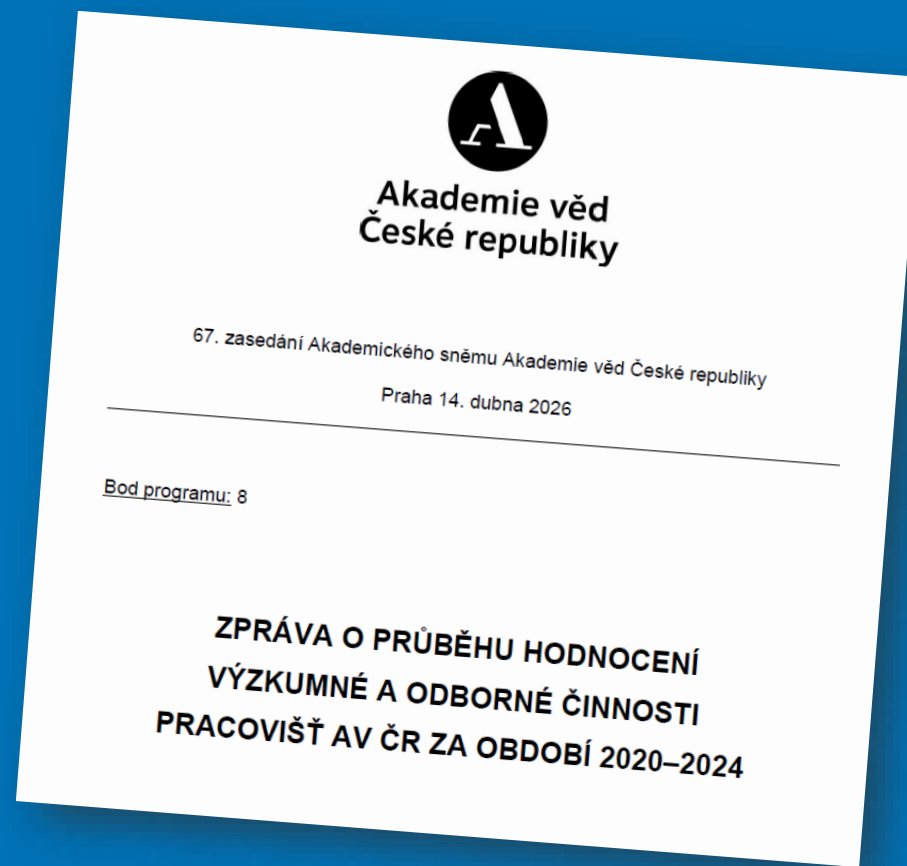 Akademie věd
České republiky
67. zasedání Akademického sněmu Akademie věd České republiky
Praha 14. dubna 2026
Bod programu: 8
ZPRÁVA O PRŮBĚHU HODNOCENÍ
VÝZKUMNÉ A ODBORNÉ ČINNOSTI
PRACOVIŠŤ AV ČR ZA OBDOBÍ 2020–2024